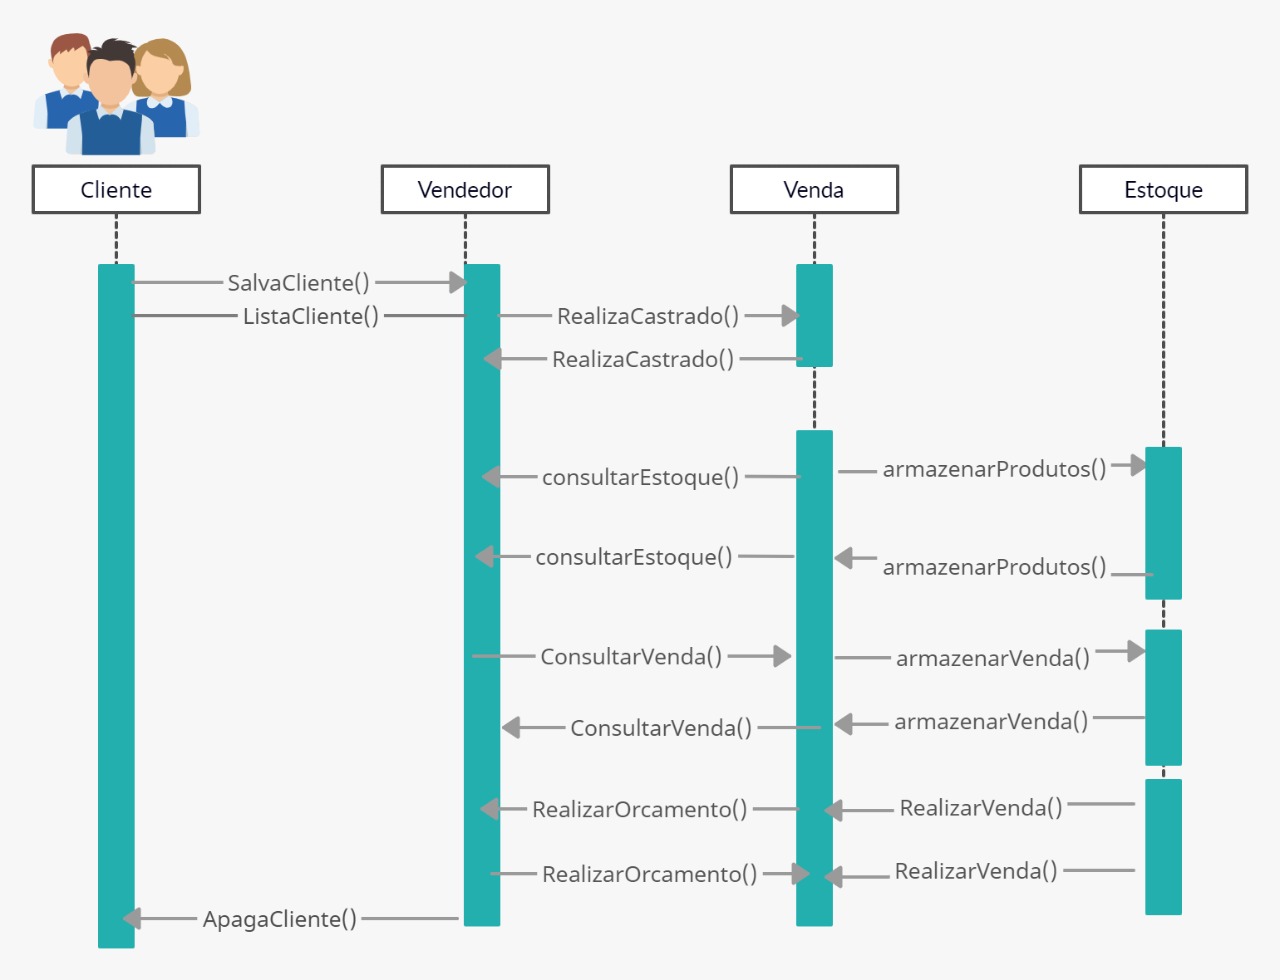 Cliente
Vendedor
Venda
Estoque
SalvaCliente()
ListaCliente()
RealizaCastrado()
RealizaCastrado()
consultarEstoque()
armazenarProdutos()
consultarEstoque()
armazenarProdutos()
ConsultarVenda()
armazenarVenda()
ConsultarVenda()
armazenarVenda()
RealizarOrcamento()
RealizarVenda()
RealizarOrcamento()
RealizarVenda()
ApagaCliente()